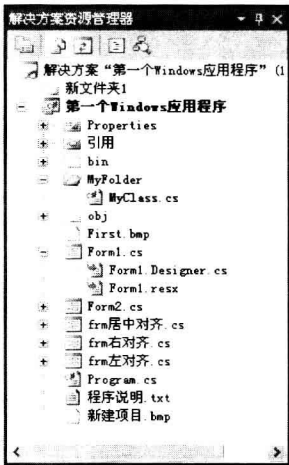 解决方案资源管理器
解决方案“第一个Windows应用程序”(1
新文件夹1
第一个Windows应用程序
Properties
引用
bin
MyFolder
MyClass.cs
obj
First.bmp
Form1.cs
Form1.Designer.cs
Form1.resx
Form2.cs
frm居中对齐.cs
frm右对齐.cs
frm左对齐.cs
Program.cs
程序说明.txt
新建项目.bmp